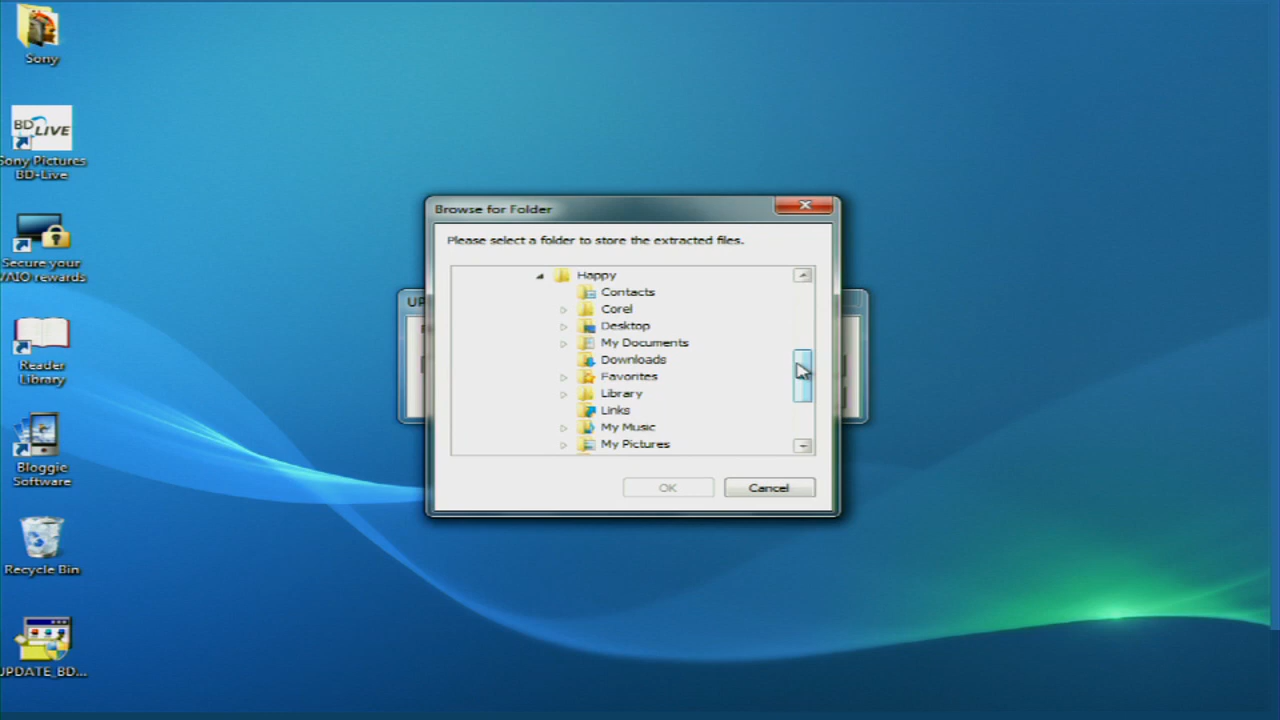 Sony
BD LIVE
Sony Pictures
BD-Live
Secure your
VAIO rewards
Reader
Library
Bloggie
Software
Recycle Bin
UPDATE_BD...
UP
Browse for Folder
Please select a folder to store the extracted files.
Happy
Contacts
Corel
Desktop
My Documents
Downloads
Favorites
Library
Links
My Music
My Pictures
OK
Cancel